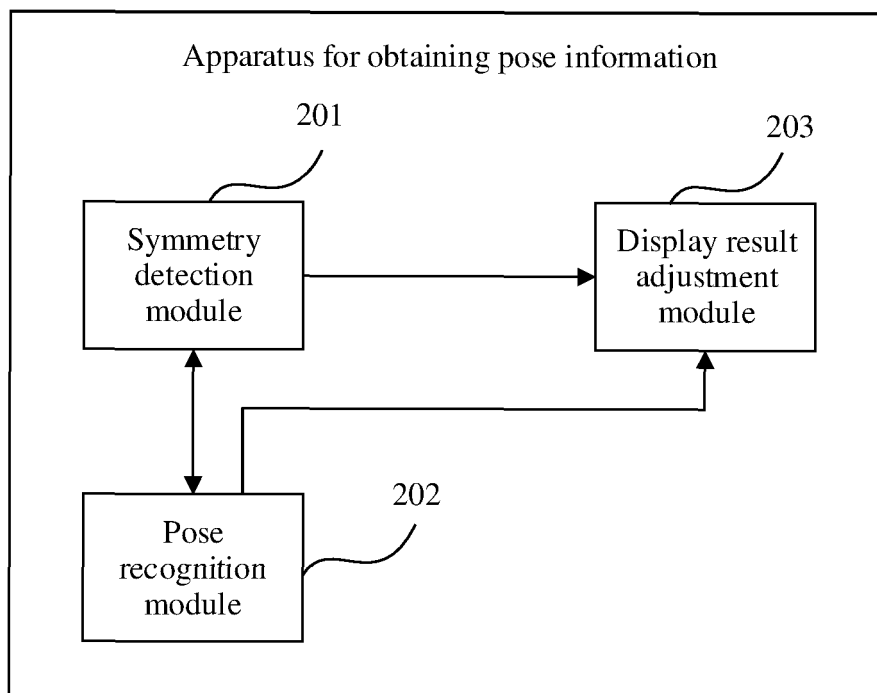 Apparatus for obtaining pose information
201
203
Symmetry
detection
module
Display result
adjustment
module
202
Pose
recognition
module